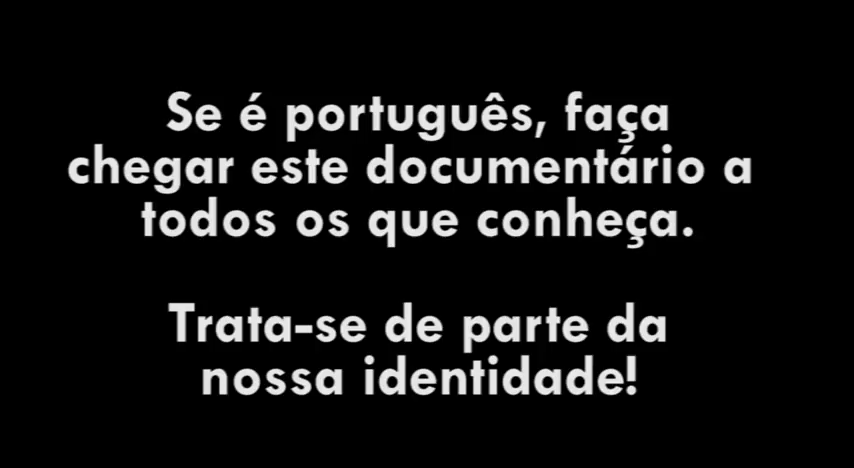 Se é português, faça
chegar este documentário a
todos os que conheça.
Trata-se de parte da
nossa identidade!